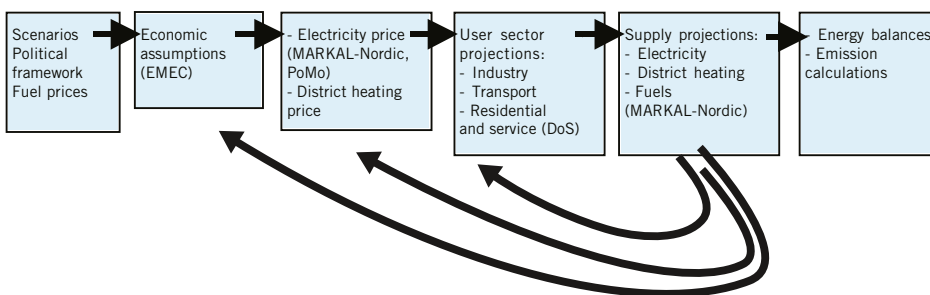 Scenarios
Political
framework
Fuel prices
Economic
assumptions
(EMEC)
- Electricity price
(MARKAL-Nordic,
PoMo)
- District heating
price
User sector
projections:
- Industry
- Transport
- Residential
and service (DoS)
Supply projections:
- Electricity
- District heating
- Fuels
(MARKAL-Nordic)
- Energy balances
- Emission
calculations